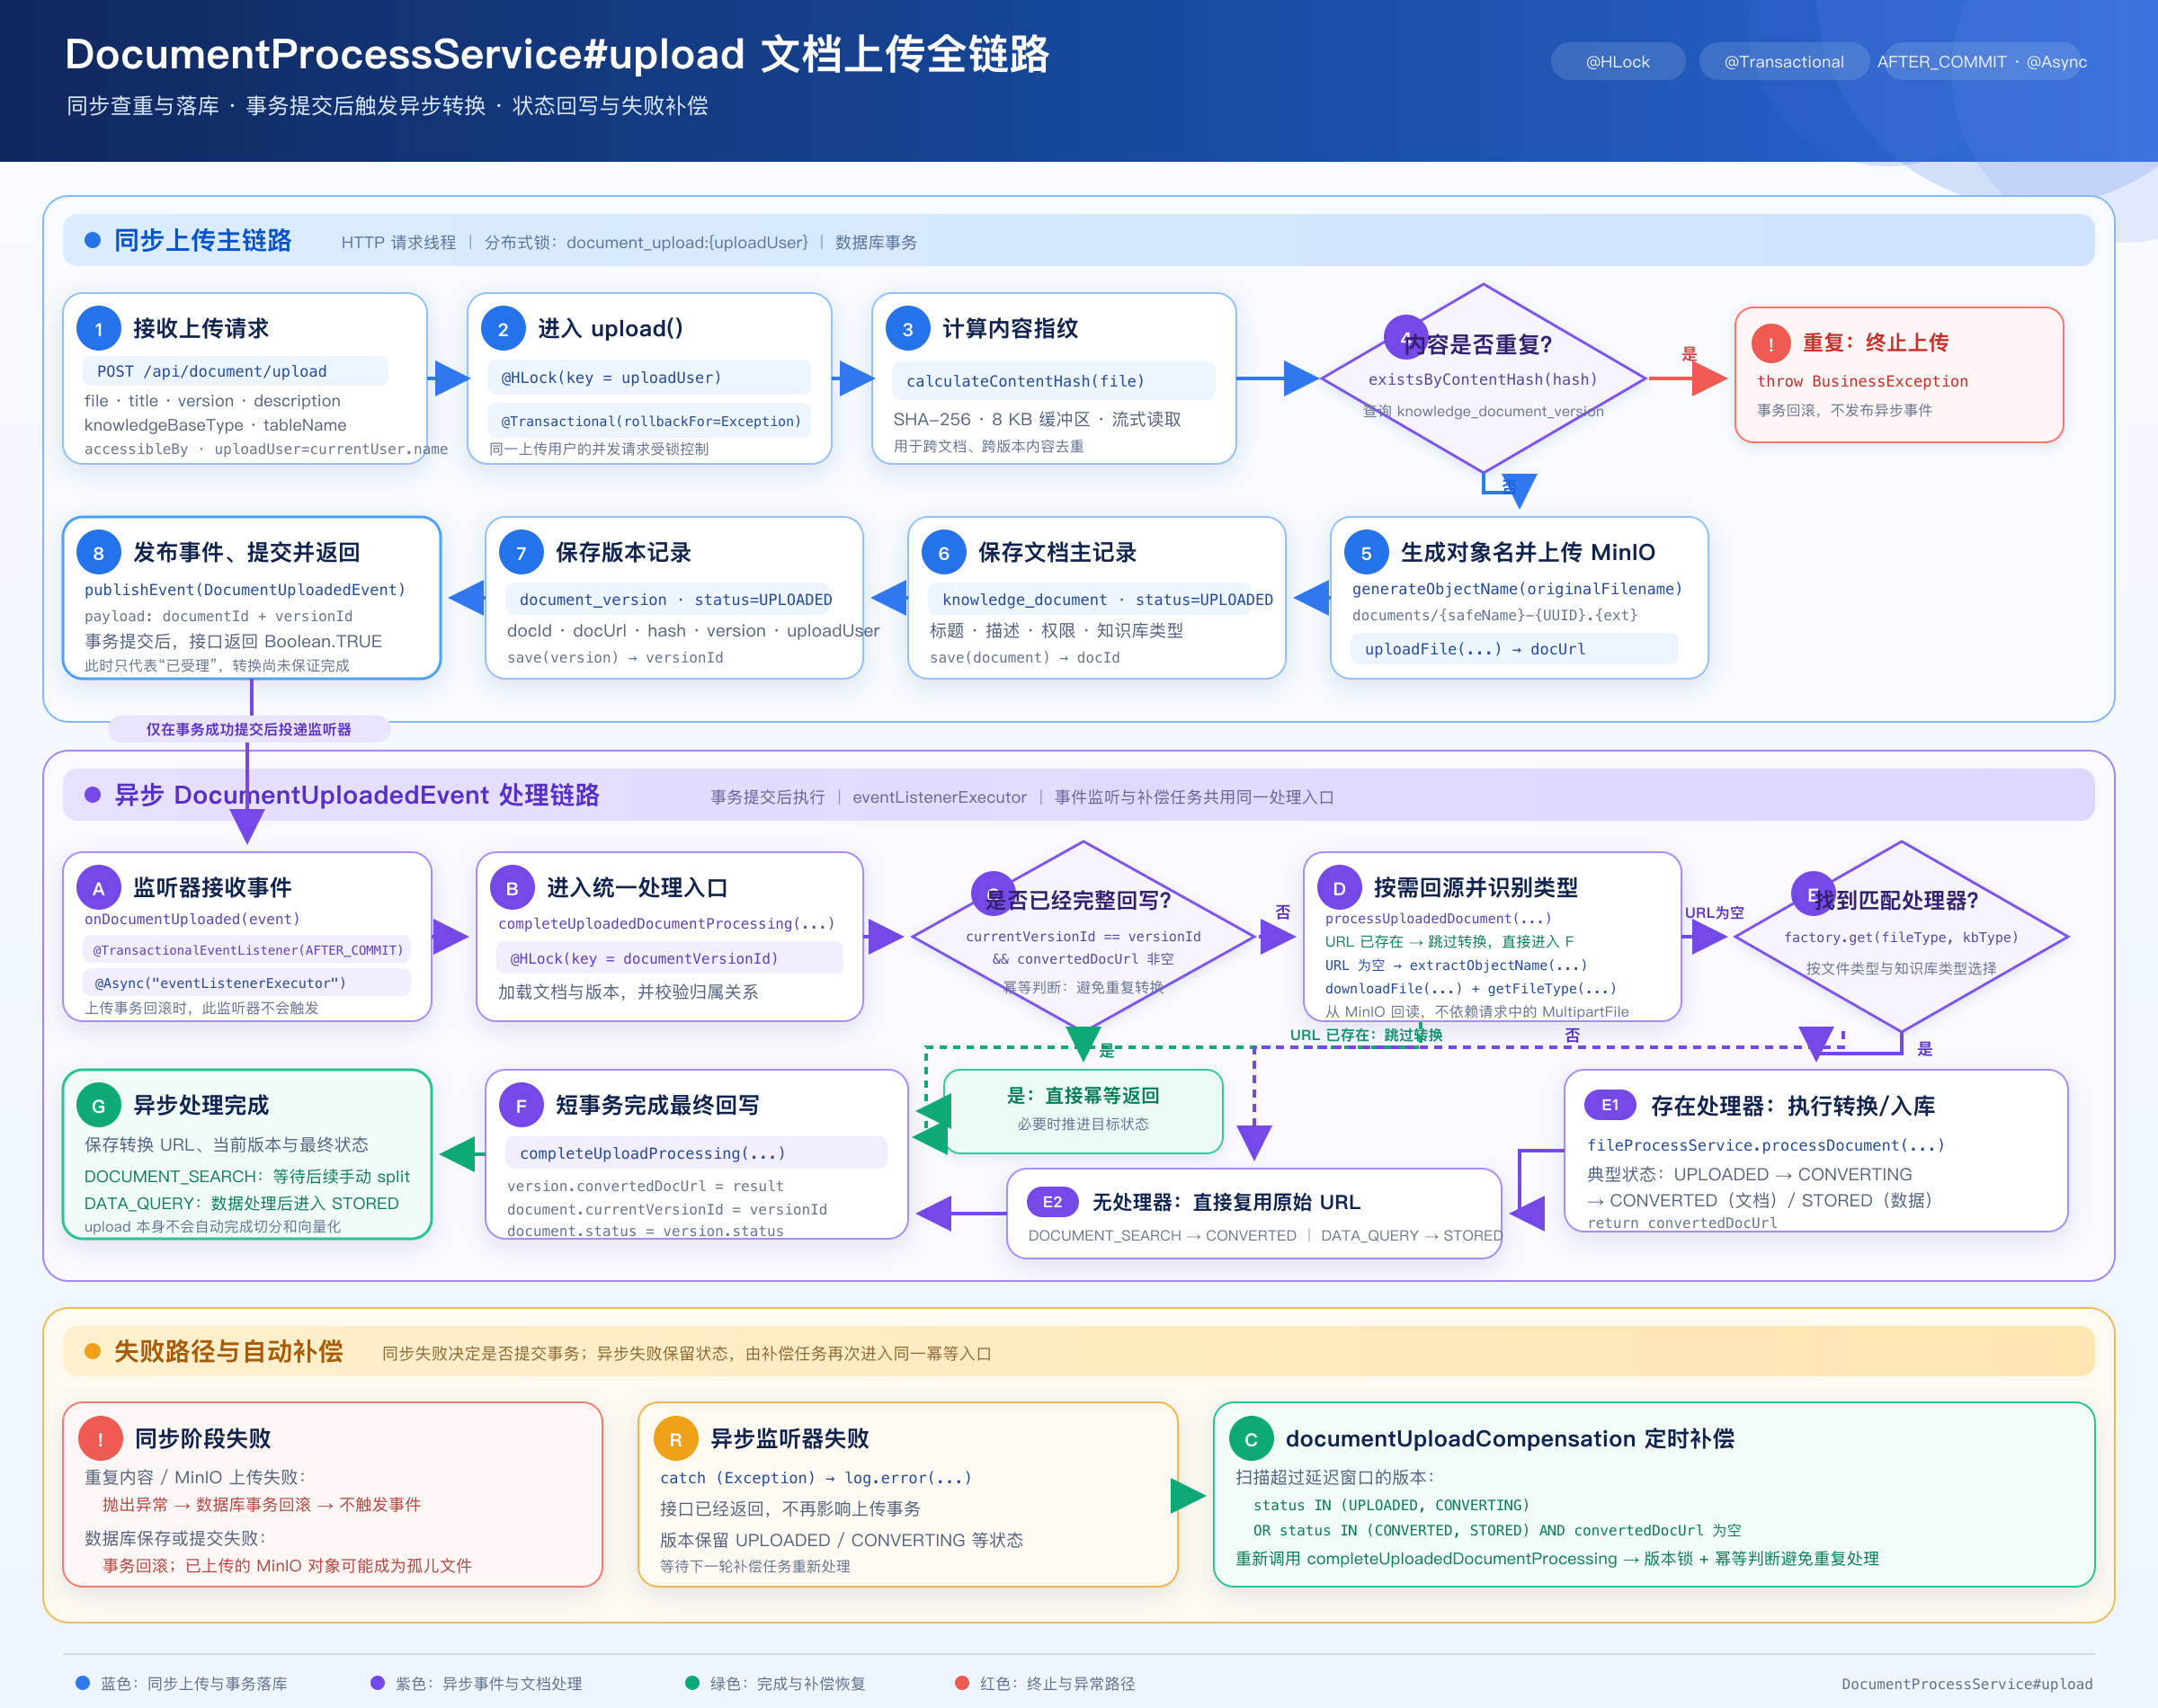 DocumentProcessService#upload 文档上传全链路
同步查重与落库 · 事务提交后触发异步转换 · 状态回写与失败补偿
@HLock
@Transactional
AFTER_COMMIT · @Async
同步上传主链路
HTTP 请求线程 | 分布式锁：document_upload:{uploadUser} | 数据库事务
1 接收上传请求
POST /api/document/upload
file · title · version · description
knowledgeBaseType · tableName
accessibleBy · uploadUser=currentUser.name
2 进入 upload()
@HLock(key = uploadUser)
@Transactional(rollbackFor=Exception)
同一上传用户的并发请求受锁控制
3 计算内容指纹
calculateContentHash(file)
SHA-256 · 8 KB 缓冲区 · 流式读取
用于跨文档、跨版本内容去重
4 内容是否重复？
existsByContentHash(hash)
查询 knowledge_document_version
是
否
! 重复：终止上传
throw BusinessException
事务回滚，不发布异步事件
8 发布事件、提交并返回
publishEvent(DocumentUploadedEvent)
payload: documentId + versionId
事务提交后，接口返回 Boolean.TRUE
此时只代表“已受理”，转换尚未保证完成
7 保存版本记录
document_version · status=UPLOADED
docId · docUrl · hash · version · uploadUser
save(version) → versionId
6 保存文档主记录
knowledge_document · status=UPLOADED
标题 · 描述 · 权限 · 知识库类型
save(document) → docId
5 生成对象名并上传 MinIO
generateObjectName(originalFilename)
documents/{safeName}-{UUID}.{ext}
uploadFile(...) → docUrl
仅在事务成功提交后投递监听器
异步 DocumentUploadedEvent 处理链路
事务提交后执行 | eventListenerExecutor | 事件监听与补偿任务共用同一处理入口
A 监听器接收事件
onDocumentUploaded(event)
@TransactionalEventListener(AFTER_COMMIT)
@Async("eventListenerExecutor")
上传事务回滚时，此监听器不会触发
B 进入统一处理入口
completeUploadedDocumentProcessing(...)
@HLock(key = documentVersionId)
加载文档与版本，并校验归属关系
C 是否已经完整回写？
currentVersionId == versionId
&& convertedDocUrl 非空
幂等判断：避免重复转换
否
D 按需回源并识别类型
processUploadedDocument(...)
URL 已存在 → 跳过转换，直接进入 F
URL 为空 → extractObjectName(...)
downloadFile(...) + getFileType(...)
从 MinIO 回读，不依赖请求中的 MultipartFile
URL为空
E 找到匹配处理器？
factory.get(fileType, kbType)
按文件类型与知识库类型选择
URL 已存在：跳过转换
否
是
是
G 异步处理完成
保存转换 URL、当前版本与最终状态
DOCUMENT_SEARCH：等待后续手动 split
DATA_QUERY：数据处理后进入 STORED
upload 本身不会自动完成切分和向量化
F 短事务完成最终回写
completeUploadProcessing(...)
version.convertedDocUrl = result
document.currentVersionId = versionId
document.status = version.status
是：直接幂等返回
必要时推进目标状态
E2 无处理器：直接复用原始 URL
DOCUMENT_SEARCH → CONVERTED | DATA_QUERY → STORED
E1 存在处理器：执行转换/入库
fileProcessService.processDocument(...)
典型状态：UPLOADED → CONVERTING
→ CONVERTED（文档）/ STORED（数据）
return convertedDocUrl
失败路径与自动补偿
同步失败决定是否提交事务；异步失败保留状态，由补偿任务再次进入同一幂等入口
! 同步阶段失败
重复内容 / MinIO 上传失败：
抛出异常 → 数据库事务回滚 → 不触发事件
数据库保存或提交失败：
事务回滚；已上传的 MinIO 对象可能成为孤儿文件
R 异步监听器失败
catch (Exception) → log.error(...)
接口已经返回，不再影响上传事务
版本保留 UPLOADED / CONVERTING 等状态
等待下一轮补偿任务重新处理
C documentUploadCompensation 定时补偿
扫描超过延迟窗口的版本：
status IN (UPLOADED, CONVERTING)
OR status IN (CONVERTED, STORED) AND convertedDocUrl 为空
重新调用 completeUploadedDocumentProcessing → 版本锁 + 幂等判断避免重复处理
蓝色：同步上传与事务落库
紫色：异步事件与文档处理
绿色：完成与补偿恢复
红色：终止与异常路径
DocumentProcessService#upload